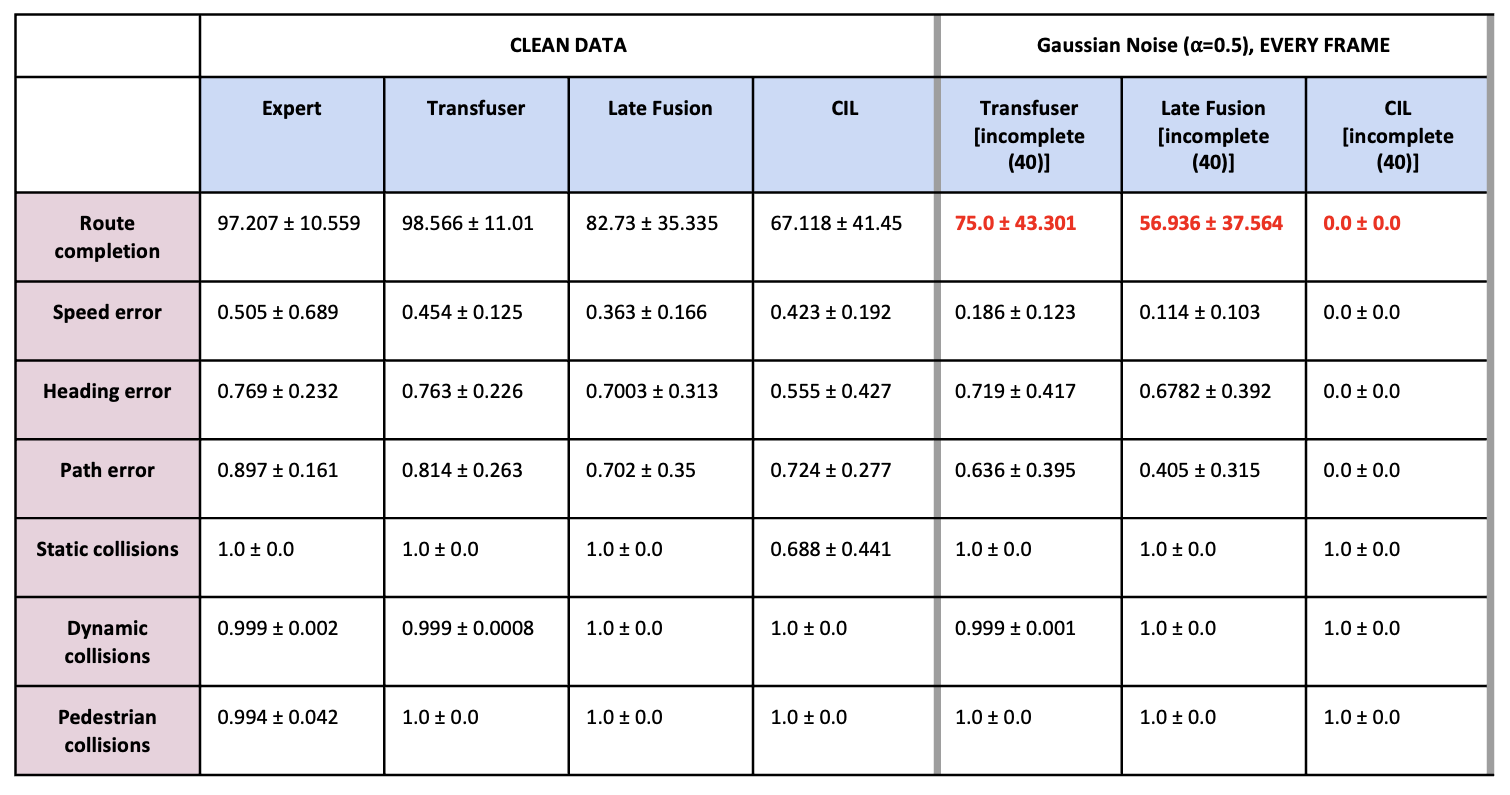 CLEAN DATA Gaussian Noise (α=0.5), EVERY FRAME
Expert Transfuser Late Fusion CIL Transfuser Late Fusion CIL
[incomplete [incomplete [incomplete
(40)] (40)] (40)]
Route
completion 97.207 ± 10.559 98.566 ± 11.01 82.73 ± 35.335 67.118 ± 41.45 75.0 ± 43.301 56.936 ± 37.564 0.0 ± 0.0
Speed error 0.505 ± 0.689 0.454 ± 0.125 0.363 ± 0.166 0.423 ± 0.192 0.186 ± 0.123 0.114 ± 0.103 0.0 ± 0.0
Heading error 0.769 ± 0.232 0.763 ± 0.226 0.7003 ± 0.313 0.555 ± 0.427 0.719 ± 0.417 0.6782 ± 0.392 0.0 ± 0.0
Path error 0.897 ± 0.161 0.814 ± 0.263 0.702 ± 0.35 0.724 ± 0.277 0.636 ± 0.395 0.405 ± 0.315 0.0 ± 0.0
Static collisions 1.0 ± 0.0 1.0 ± 0.0 1.0 ± 0.0 0.688 ± 0.441 1.0 ± 0.0 1.0 ± 0.0 1.0 ± 0.0
Dynamic
collisions 0.999 ± 0.002 0.999 ± 0.0008 1.0 ± 0.0 1.0 ± 0.0 0.999 ± 0.001 1.0 ± 0.0 1.0 ± 0.0
Pedestrian
collisions 0.994 ± 0.042 1.0 ± 0.0 1.0 ± 0.0 1.0 ± 0.0 1.0 ± 0.0 1.0 ± 0.0 1.0 ± 0.0